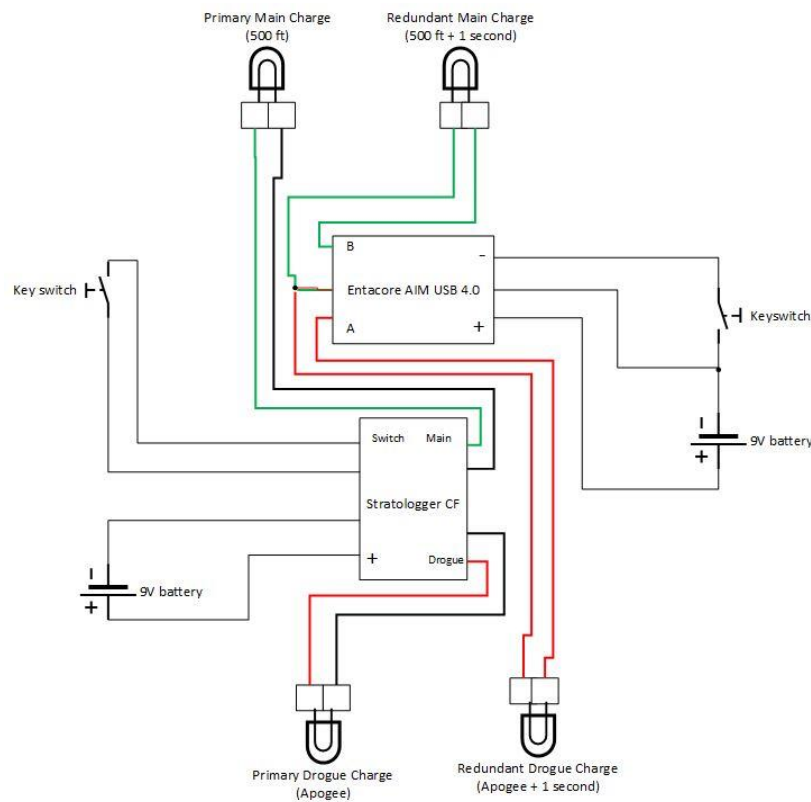 Primary Main Charge
(500 ft)
Redundant Main Charge
(500 ft + 1 second)
B
-
Entacore AIM USB 4.0
A
+
Key switch
Keyswitch
Switch Main
Stratologger CF
+ Drogue
-
9V battery
+
-
9V battery
+
Primary Drogue Charge
(Apogee)
Redundant Drogue Charge
(Apogee + 1 second)